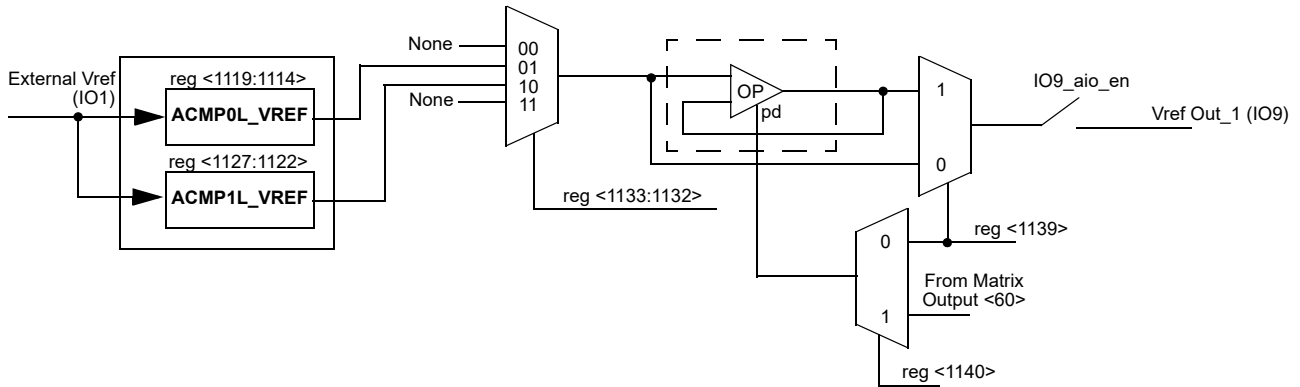 External Vref
(IO1)
reg <1119:1114>
ACMP0L_VREF
reg <1127:1122>
ACMP1L_VREF
None
00
01
10
11
None
reg <1133:1132>
OP
pd
1
0
IO9_aio_en
Vref Out_1 (IO9)
0
reg <1139>
From Matrix
Output <60>
1
reg <1140>